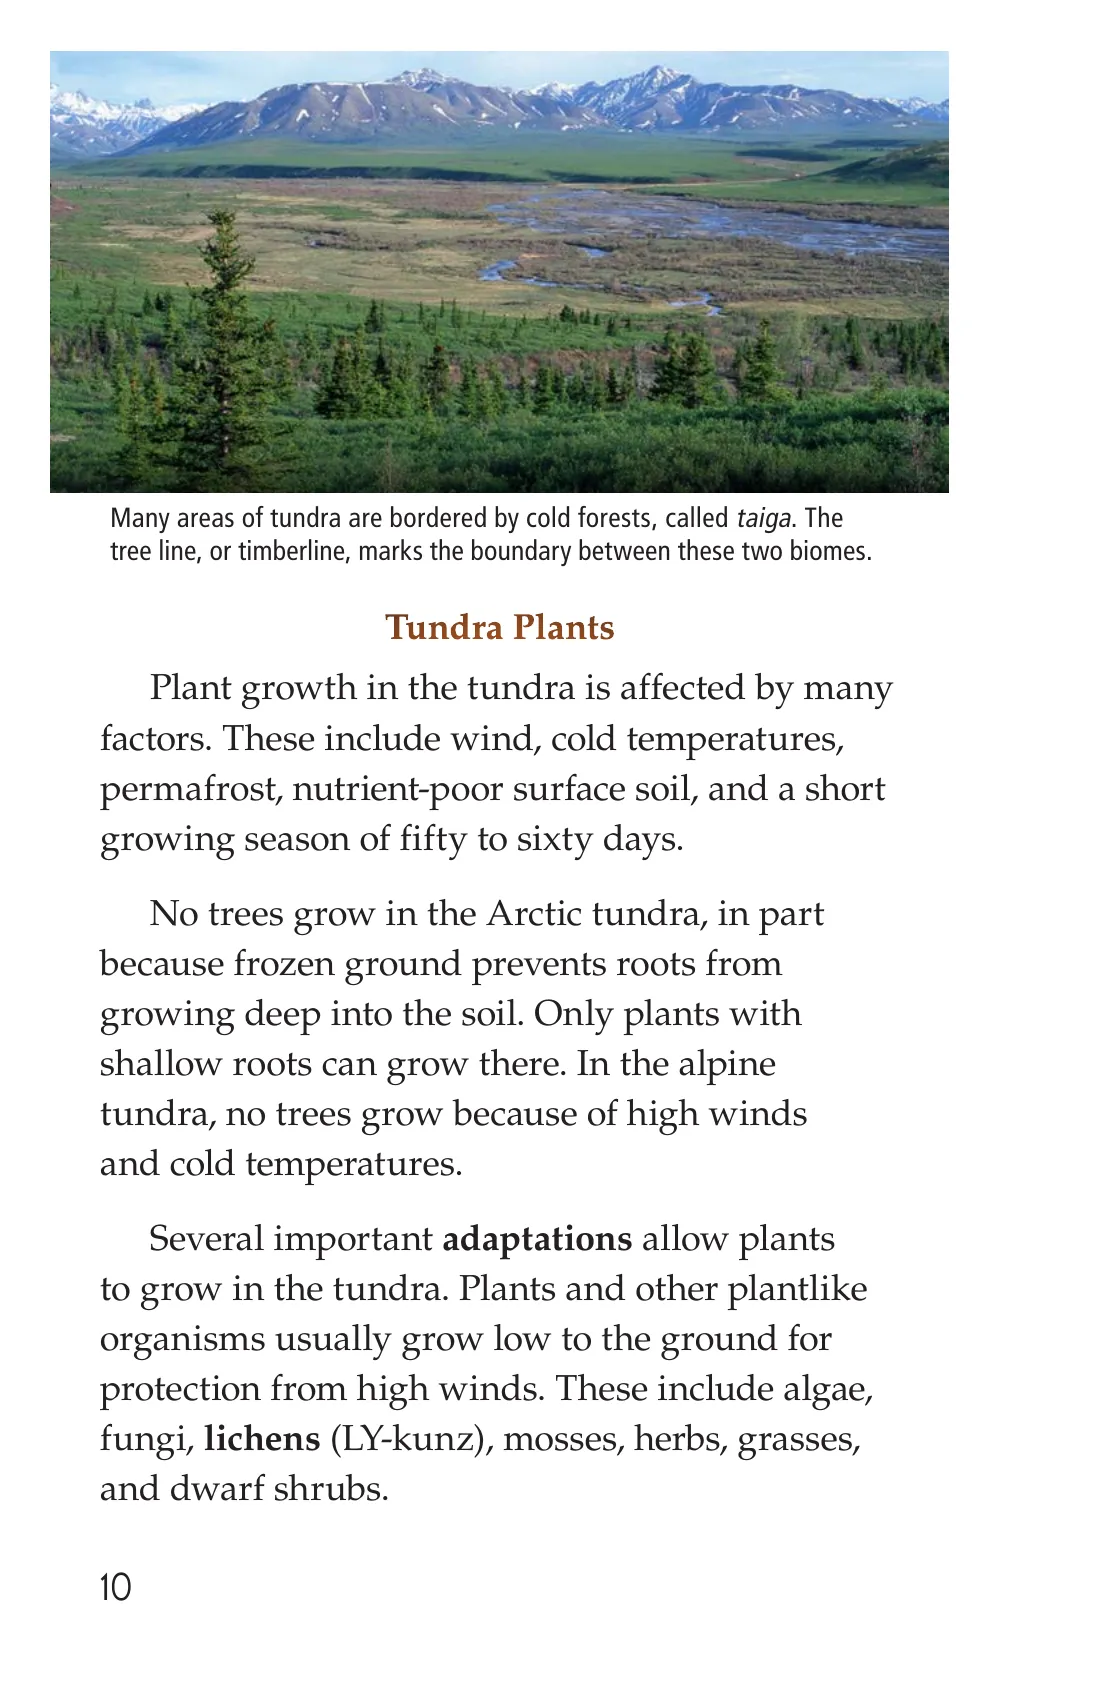 Many areas of tundra are bordered by cold forests, called taiga. The
tree line, or timberline, marks the boundary between these two biomes.
Tundra Plants
Plant growth in the tundra is affected by many
factors. These include wind, cold temperatures,
permafrost, nutrient-poor surface soil, and a short
growing season of fifty to sixty days.
No trees grow in the Arctic tundra, in part
because frozen ground prevents roots from
growing deep into the soil. Only plants with
shallow roots can grow there. In the alpine
tundra, no trees grow because of high winds
and cold temperatures.
Several important adaptations allow plants
to grow in the tundra. Plants and other plantlike
organisms usually grow low to the ground for
protection from high winds. These include algae,
fungi, lichens (LY-kunz), mosses, herbs, grasses,
and dwarf shrubs.
10